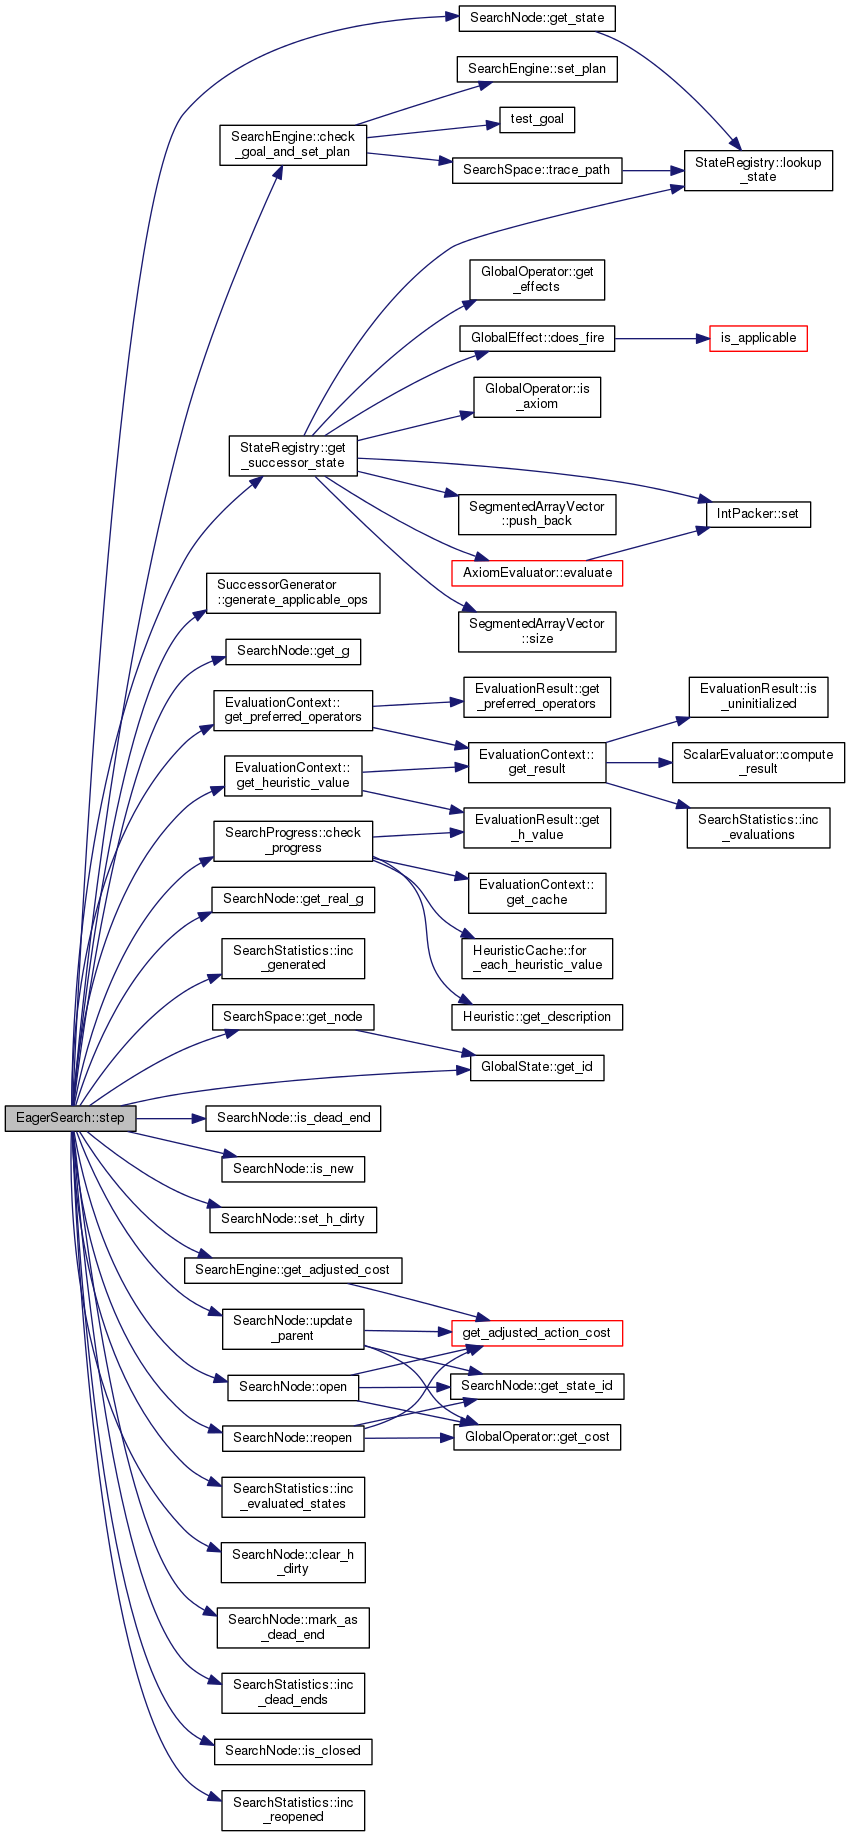 SearchNode::get_state
SearchEngine::set_plan
test_goal
SearchEngine::check
_goal_and_set_plan
SearchSpace::trace_path
StateRegistry::lookup
_state
GlobalOperator::get
_effects
GlobalEffect::does_fire
is_applicable
GlobalOperator::is
_axiom
StateRegistry::get
_successor_state
SegmentedArrayVector
::push_back
IntPacker::set
AxiomEvaluator::evaluate
SuccessorGenerator
::generate_applicable_ops
SegmentedArrayVector
::size
SearchNode::get_g
EvaluationContext::
get_preferred_operators
EvaluationResult::get
_preferred_operators
EvaluationResult::is
_uninitialized
EvaluationContext::
get_heuristic_value
EvaluationContext::
get_result
ScalarEvaluator::compute
_result
SearchProgress::check
_progress
EvaluationResult::get
_h_value
SearchStatistics::inc
_evaluations
SearchNode::get_real_g
EvaluationContext::
get_cache
SearchStatistics::inc
_generated
HeuristicCache::for
_each_heuristic_value
SearchSpace::get_node
Heuristic::get_description
GlobalState::get_id
EagerSearch::step
SearchNode::is_dead_end
SearchNode::is_new
SearchNode::set_h_dirty
SearchEngine::get_adjusted_cost
SearchNode::update
_parent
get_adjusted_action_cost
SearchNode::open
SearchNode::get_state_id
SearchNode::reopen
GlobalOperator::get_cost
SearchStatistics::inc
_evaluated_states
SearchNode::clear_h
_dirty
SearchNode::mark_as
_dead_end
SearchStatistics::inc
_dead_ends
SearchNode::is_closed
SearchStatistics::inc
_reopened